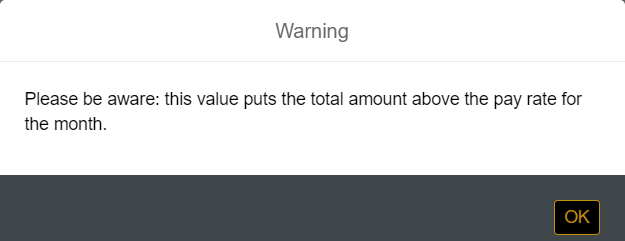 Warning
Please be aware: this value puts the total amount above the pay rate for
the month.
OK